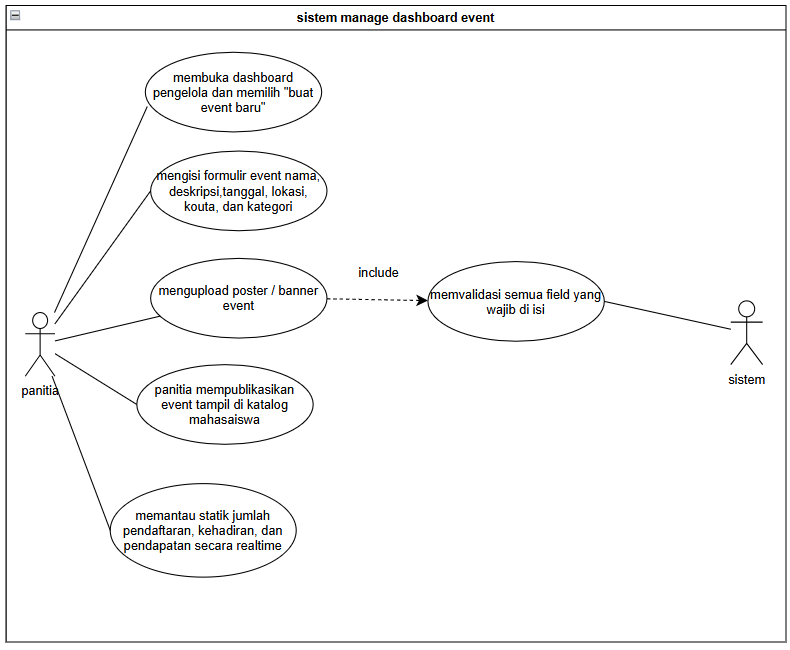 sistem manage dashboard event
membuka dashboard
pengelola dan memilih "buat
event baru"
mengisi formulir event nama,
deskripsi,tanggal, lokasi,
kouta, dan kategori
include
mengupload poster / banner
event
memvalidasi semua field yang
wajib di isi
panitia
sistem
panitia mempublikasikan
event tampil di katalog
mahasaiswa
memantau statik jumlah
pendaftaran, kehadiran, dan
pendapatan secara realtime